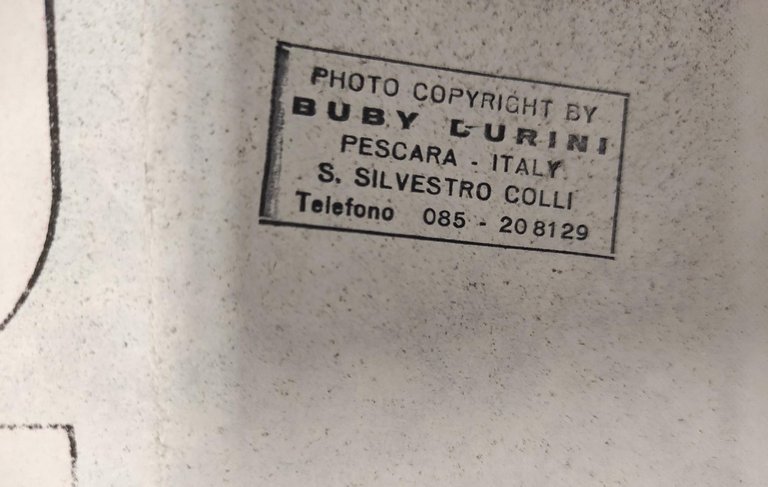 PHOTO COPYRIGHT BY
BUBY DURINI
PESCARA - ITALY
S. SILVESTRO COLLI
Telefono 085 - 208129